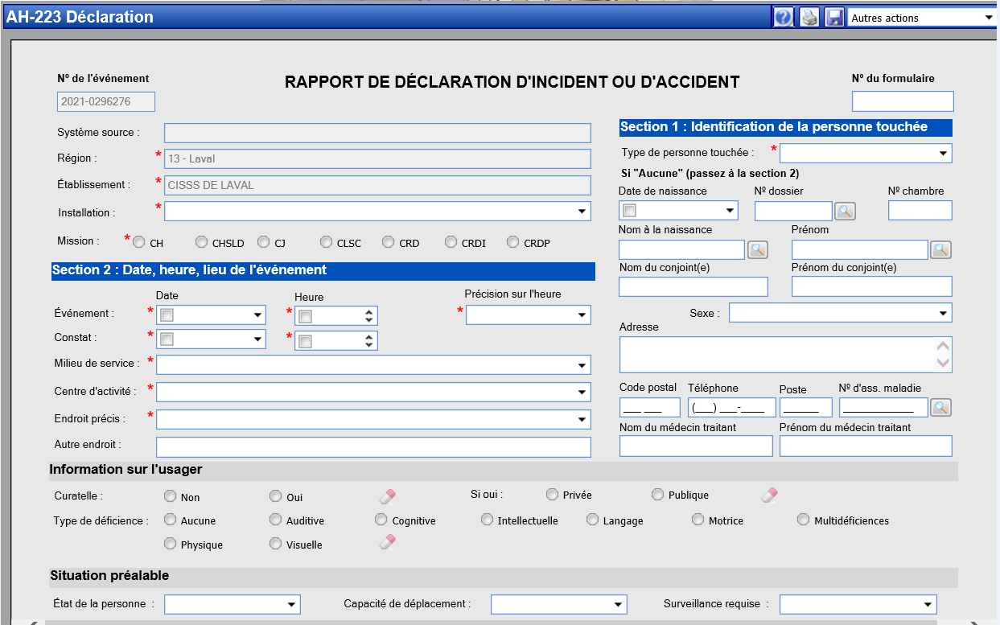 AH-223 Déclaration
Autres actions
Nº de l'événement
RAPPORT DE DÉCLARATION D'INCIDENT OU D'ACCIDENT
Nº du formulaire
2021-0296276
Système source :
Région : * 13 - Laval
Établissement : * CISSS DE LAVAL
Installation : *
Mission : * CH CHSLD CJ CLSC CRD CRDI CRDP
Section 2 : Date, heure, lieu de l'événement
Date Heure Précision sur l'heure
Événement : * * *
Constat : * *
Milieu de service : *
Centre d'activité : *
Endroit précis : *
Autre endroit :
Section 1 : Identification de la personne touchée
Type de personne touchée : *
Si "Aucune" (passez à la section 2)
Date de naissance Nº dossier Nº chambre
Nom à la naissance Prénom
Nom du conjoint(e) Prénom du conjoint(e)
Sexe :
Adresse
Code postal Téléphone Poste Nº d'ass. maladie
___ ___ (___) ___-____ ______ ____________
Nom du médecin traitant Prénom du médecin traitant
Information sur l'usager
Curatelle : Non Oui Si oui : Privée Publique
Type de déficience : Aucune Auditive Cognitive Intellectuelle Langage Motrice Multidéficiences
Physique Visuelle
Situation préalable
État de la personne : Capacité de déplacement : Surveillance requise :